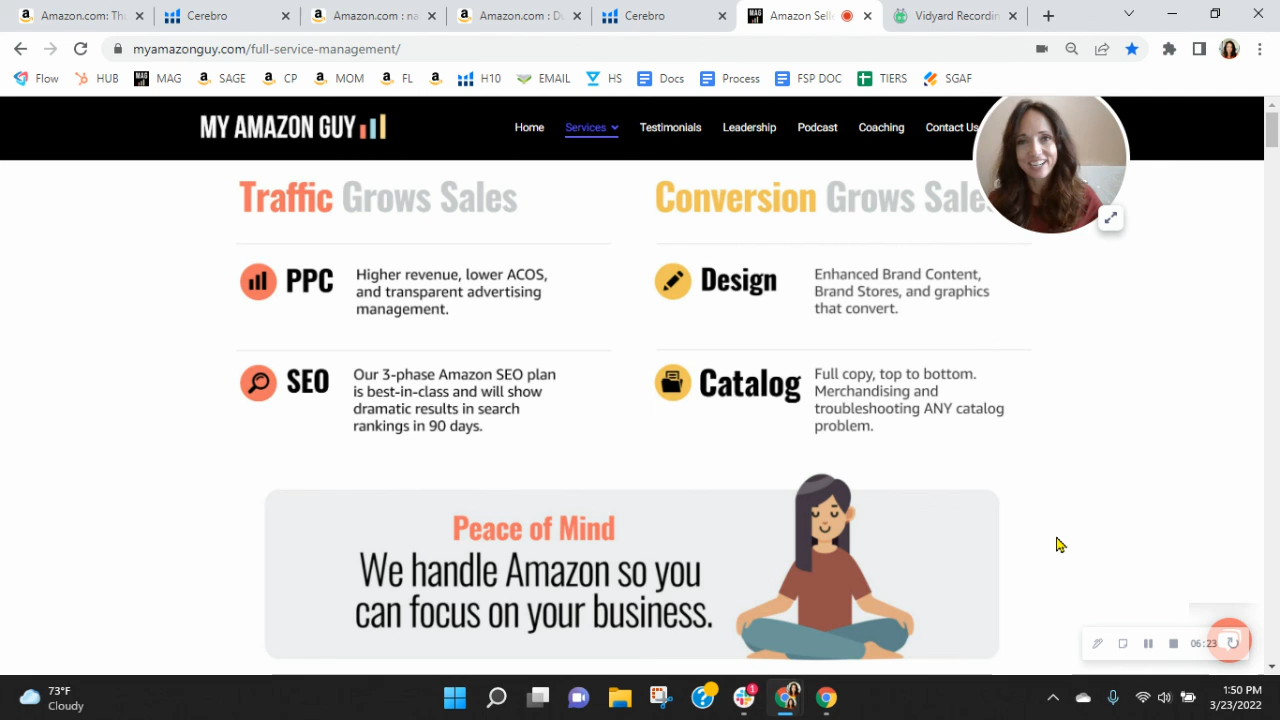 Amazon.com: Th
Cerebro
Amazon.com : na
Amazon.com : D
Cerebro
Amazon Sell
Vidyard Recordin
myamazonguy.com/full-service-management/
Flow
HUB
MAG
SAGE
CP
MOM
FL
H10
EMAIL
HS
Docs
Process
FSP DOC
TIERS
SGAF
MY AMAZON GUY
Home
Services
Testimonials
Leadership
Podcast
Coaching
Contact Us
Traffic Grows Sales
Conversion Grows Sales
PPC
Higher revenue, lower ACOS,
and transparent advertising
management.
Design
Enhanced Brand Content,
Brand Stores, and graphics
that convert.
SEO
Our 3-phase Amazon SEO plan
is best-in-class and will show
dramatic results in search
rankings in 90 days.
Catalog
Full copy, top to bottom.
Merchandising and
troubleshooting ANY catalog
problem.
Peace of Mind
We handle Amazon so you
can focus on your business.
06:23
73°F
Cloudy
1
1:50 PM
3/23/2022